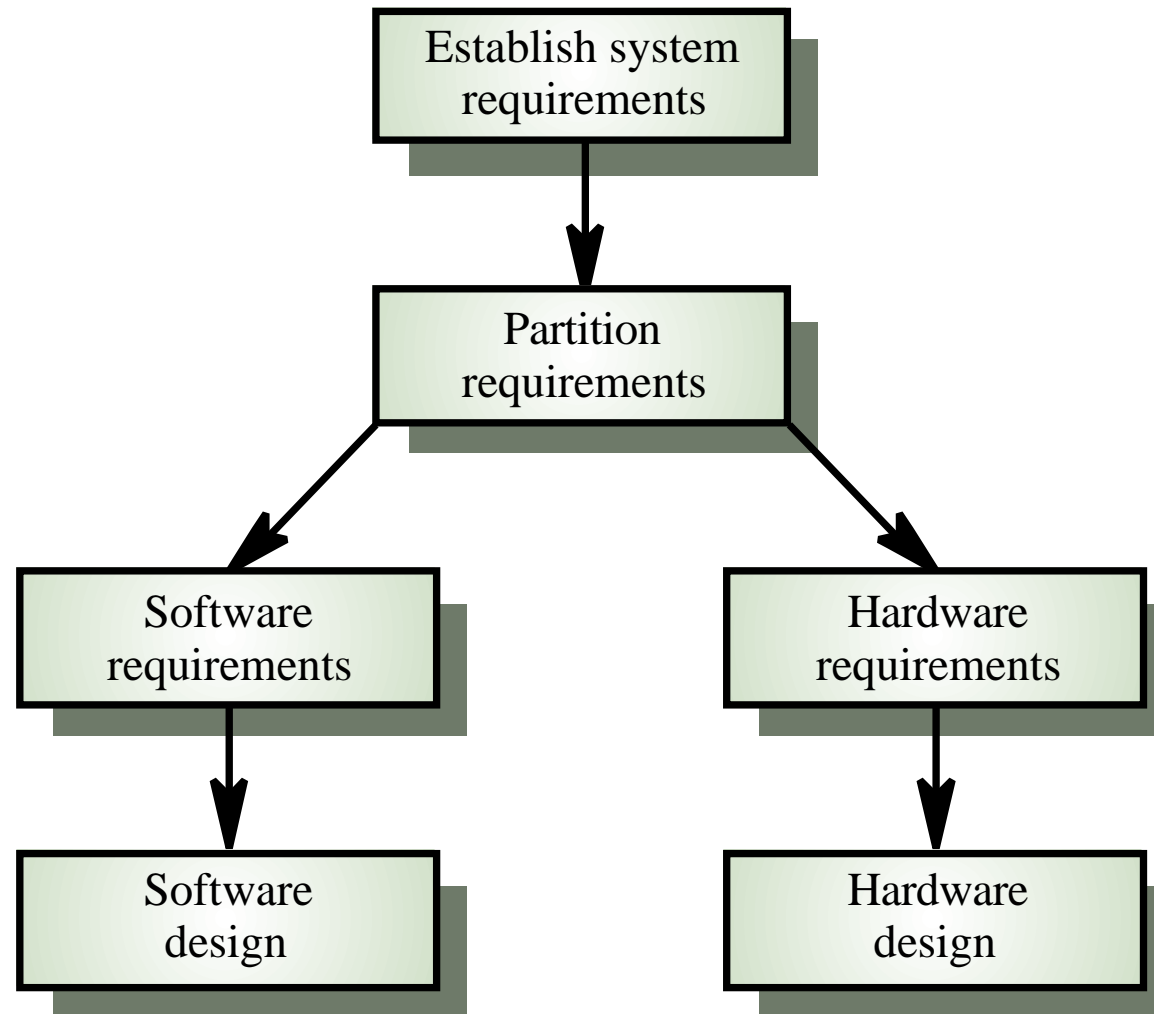 Establish system
requirements
Partition
requirements
Software
requirements
Hardware
requirements
Software
design
Hardware
design